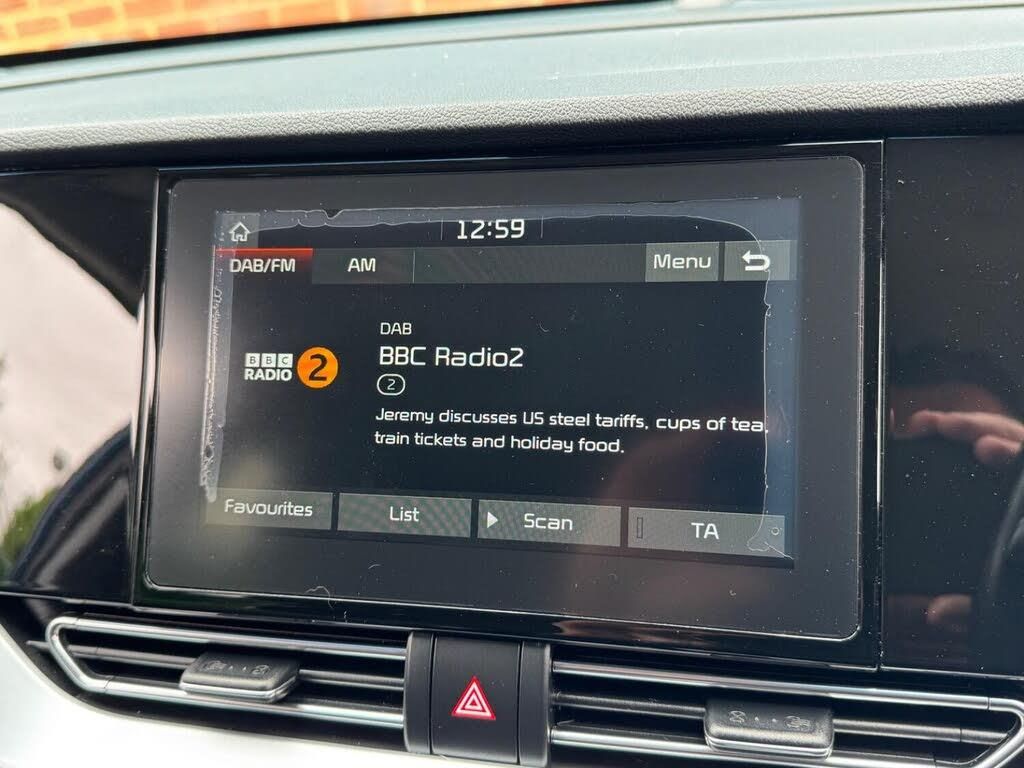 12:59
DAB/FM AM Menu
DAB
BBC Radio2
BBC
RADIO 2
2
Jeremy discusses US steel tariffs, cups of tea,
train tickets and holiday food.
Favourites List Scan TA